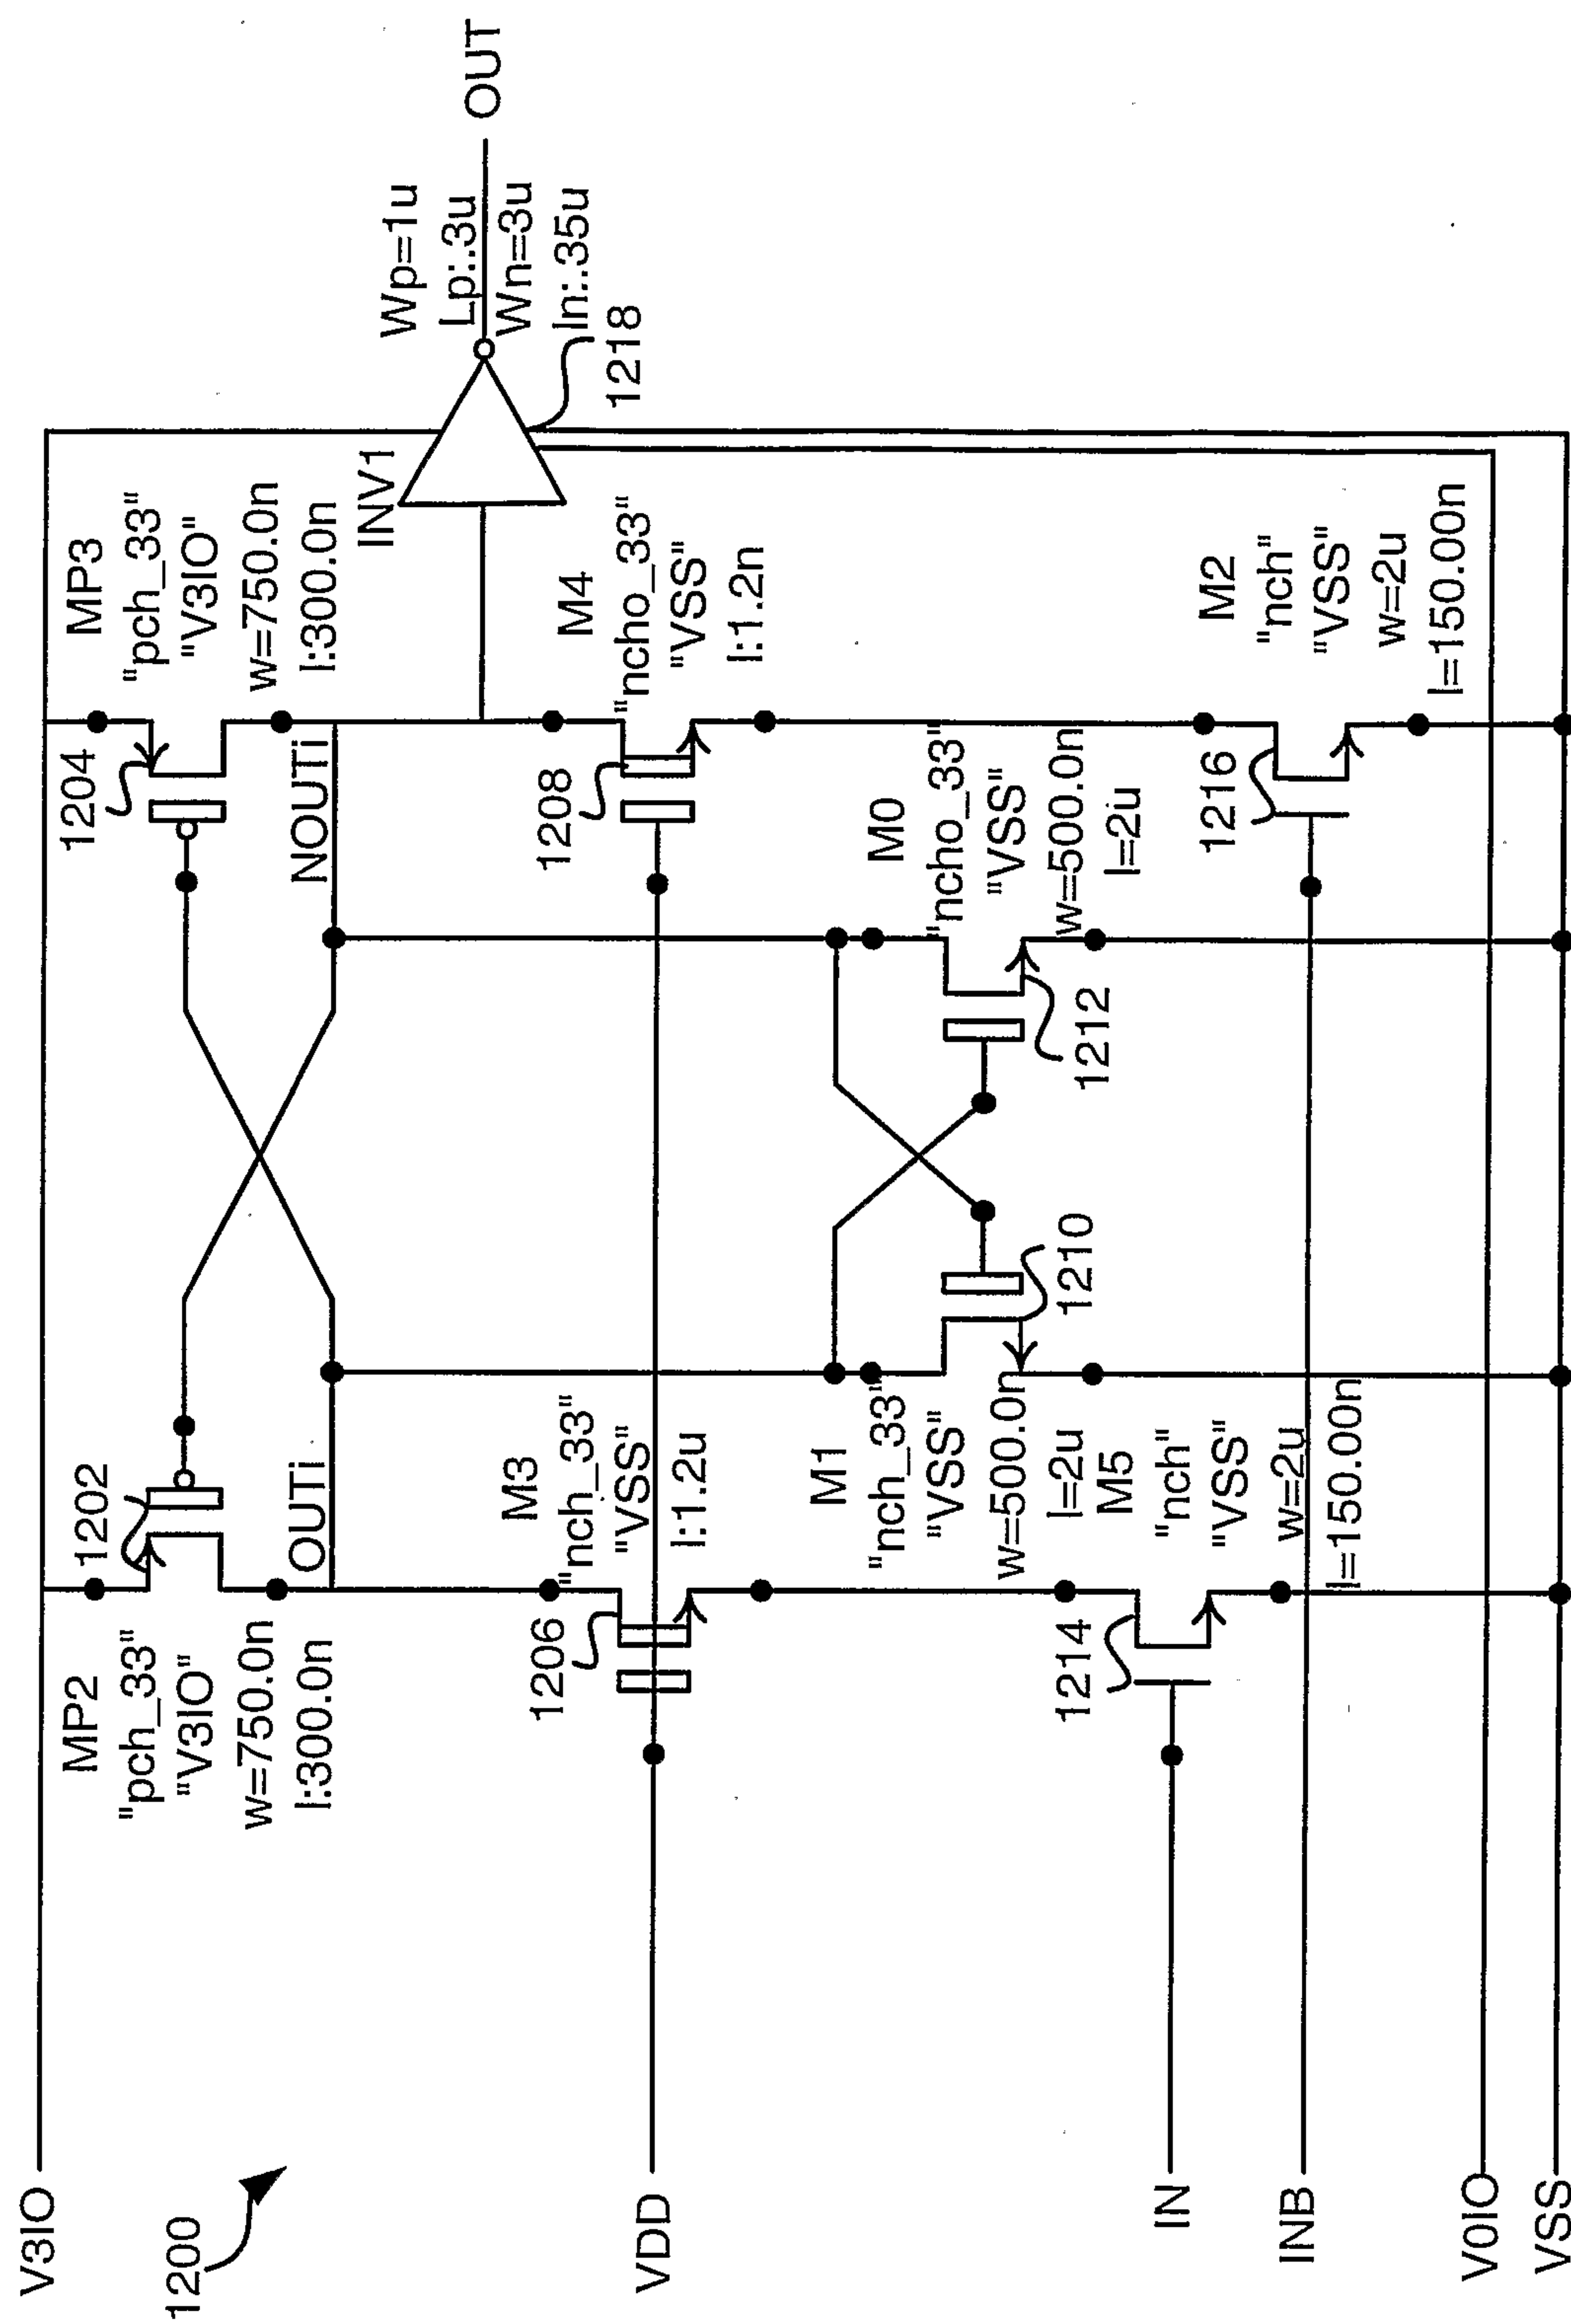 1200
V3IO
VDD
IN
INB
V0IO
VSS
MP2
"pch_33"
"V3IO"
w=750.0n
l:300.0n
1202
OUTi
1206
M3
"nch_33"
"VSS"
l:1.2u
1214
M1
"nch_33"
"VSS"
w=500.0n
l=2u
M5
"nch"
"VSS"
w=2u
l=150.00n
1210
1212
1204
NOUTi
MP3
"pch_33"
"V3IO"
w=750.0n
l:300.0n
1208
M4
"ncho_33"
"VSS"
l:1.2n
M0
"ncho_33"
"VSS"
w=500.0n
l=2u
1216
M2
"nch"
"VSS"
w=2u
l=150.00n
INV1
Wp=1u
Lp:.3u
Wn=3u
ln:.35u
1218
OUT